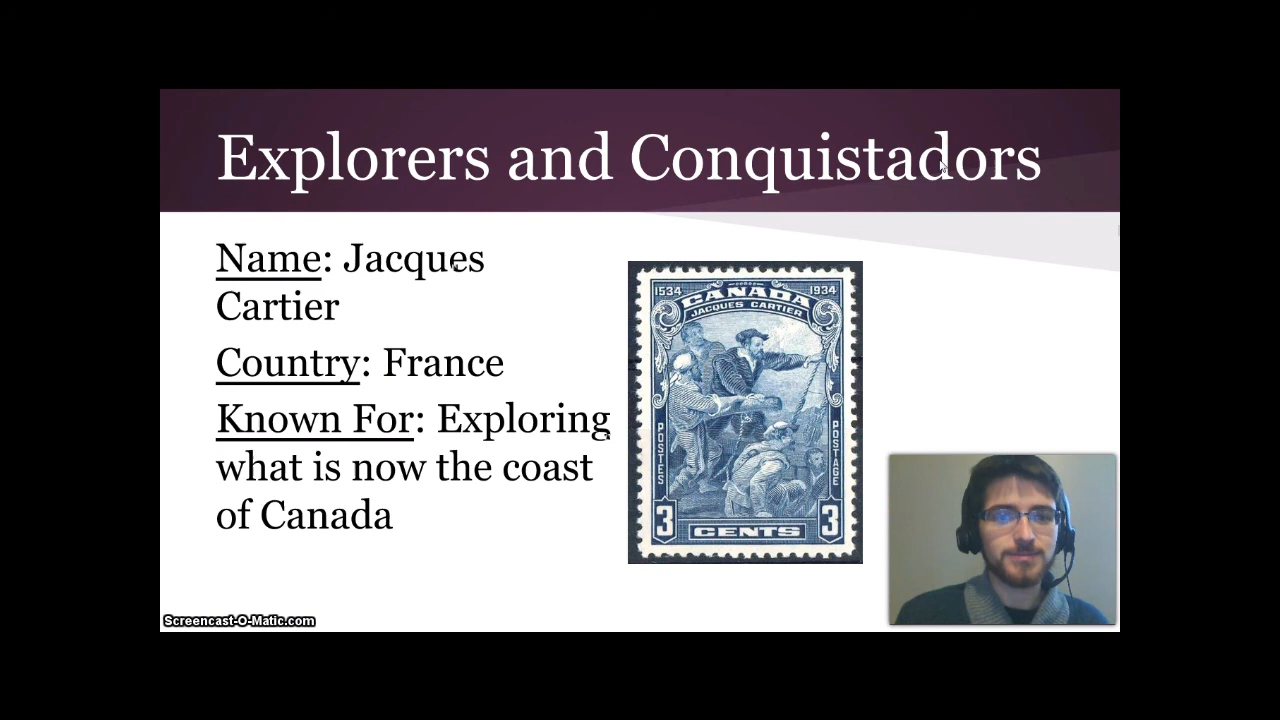 Explorers and Conquistadors
Name: Jacques
Cartier
Country: France
Known For: Exploring
what is now the coast
of Canada
1534 CANADA 1934
JACQUES CARTIER
POSTES
POSTAGE
3 CENTS 3
Screencast-O-Matic.com